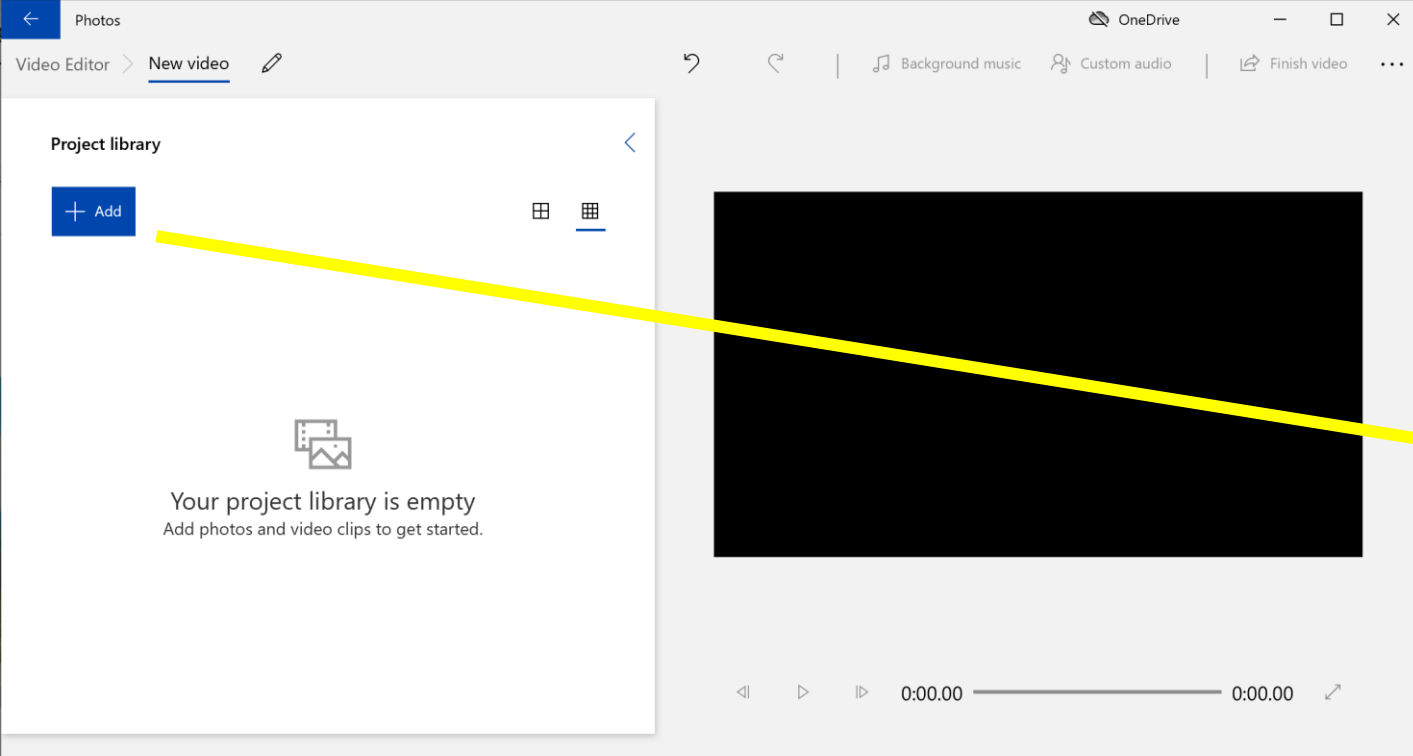 Photos
OneDrive
Video Editor
New video
Background music
Custom audio
Finish video
Project library
Add
Your project library is empty
Add photos and video clips to get started.
0:00.00
0:00.00